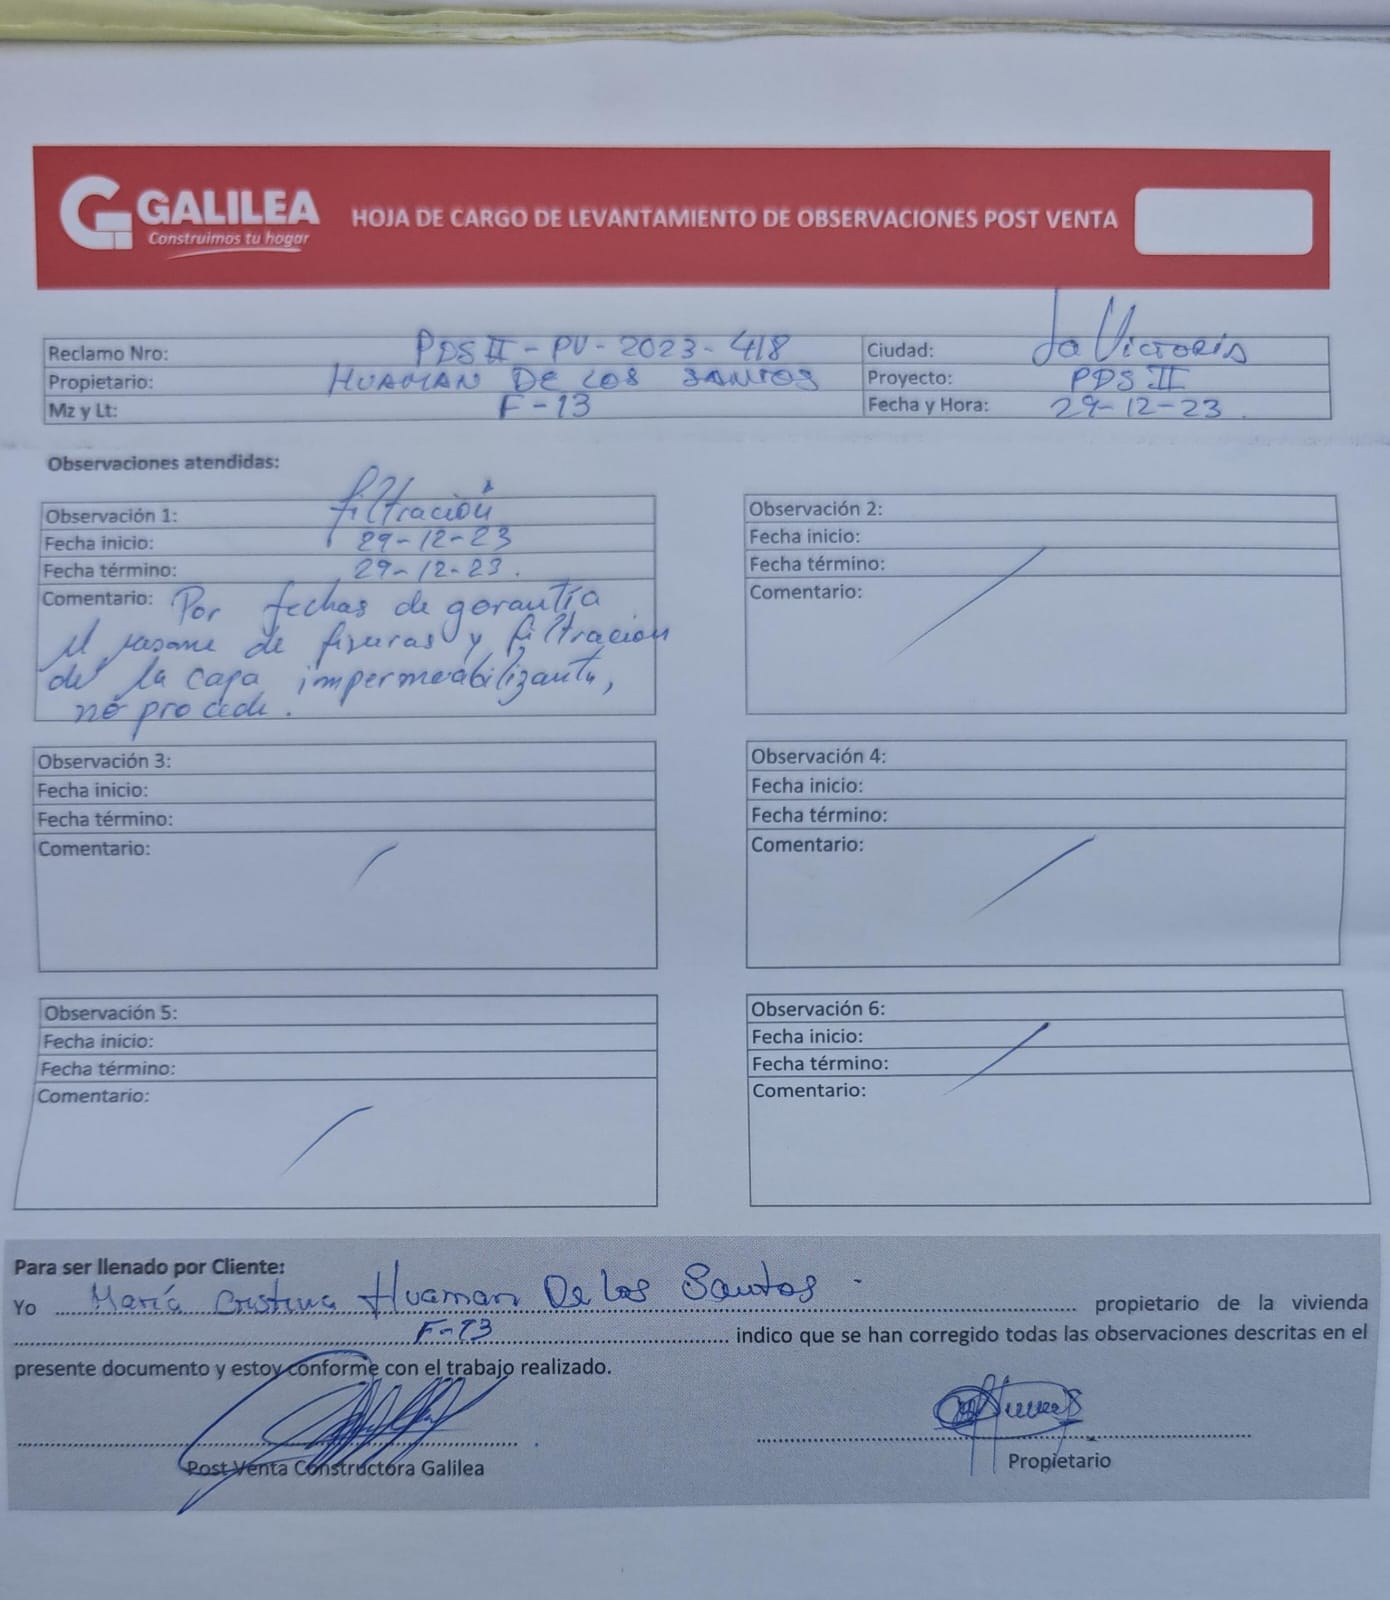 GALILEA
Construimos tu hogar
HOJA DE CARGO DE LEVANTAMIENTO DE OBSERVACIONES POST VENTA
Reclamo Nro: PDS II - PV - 2023 - 418
Ciudad: La Victoria
Propietario: HUAMAN DE LOS SANTOS
Proyecto: PDS II
Mz y Lt: F - 13
Fecha y Hora: 29-12-23.
Observaciones atendidas:
Observación 1: filtración
Fecha inicio: 29-12-23
Fecha término: 29-12-23.
Comentario: Por fechas de garantía
el resane de fisuras y filtración
de la capa impermeabilizante,
no procede.
Observación 2:
Fecha inicio:
Fecha término:
Comentario:
Observación 3:
Fecha inicio:
Fecha término:
Comentario:
Observación 4:
Fecha inicio:
Fecha término:
Comentario:
Observación 5:
Fecha inicio:
Fecha término:
Comentario:
Observación 6:
Fecha inicio:
Fecha término:
Comentario:
Para ser llenado por Cliente:
Yo María Cristina Huaman De los Santos propietario de la vivienda
F-13 indico que se han corregido todas las observaciones descritas en el
presente documento y estoy conforme con el trabajo realizado.
Post Venta Constructora Galilea
Propietario